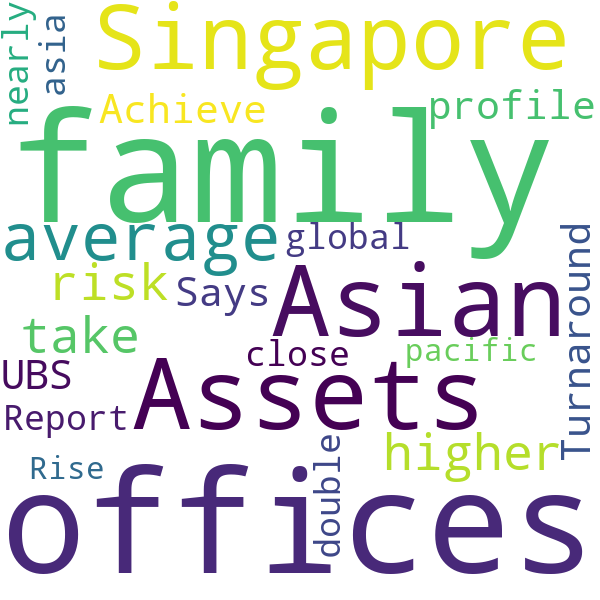 nearly
asia
Singapore
Achieve
profile
family
average
global
Turnaround
risk
Says
Asian
take
close
pacific
UBS
Assets
Report
higher
Rise
double
offices